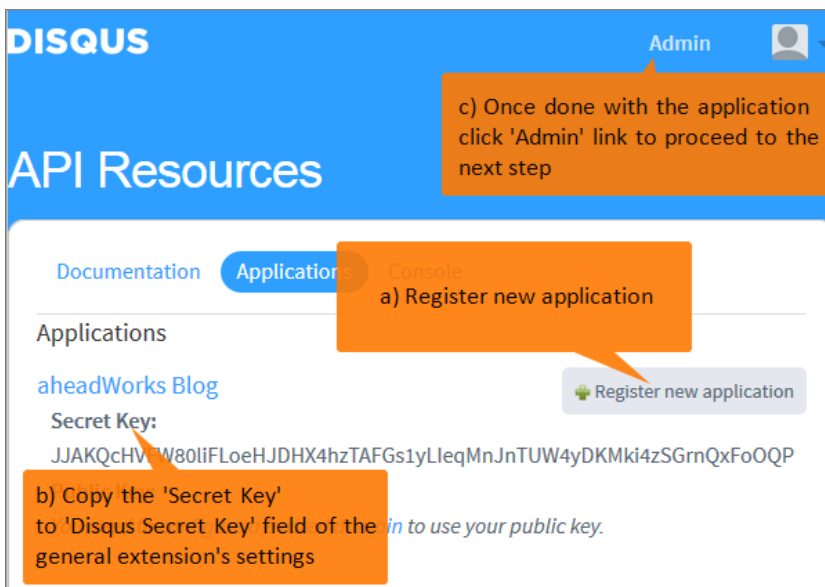 DISQUS
Admin
c) Once done with the application
click 'Admin' link to proceed to the
next step
API Resources
Documentation
Applications
Console
a) Register new application
Applications
aheadWorks Blog
Register new application
Secret Key:
JJAKQcHVFW80liFLoeHJDHX4hzTAFGs1yLIeqMnJnTUW4yDKMki4zSGrnQxFoOQP
b) Copy the 'Secret Key'
to 'Disqus Secret Key' field of the
general extension's settings
to use your public key.